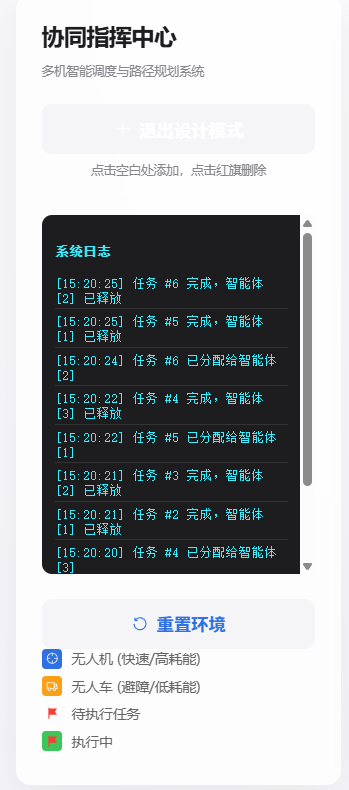 协同指挥中心
多机智能调度与路径规划系统
退出设计模式
点击空白处添加，点击红旗删除
系统日志
[15:20:25] 任务 #6 完成，智能体
[2] 已释放
[15:20:25] 任务 #5 完成，智能体
[1] 已释放
[15:20:24] 任务 #6 已分配给智能体
[2]
[15:20:22] 任务 #4 完成，智能体
[3] 已释放
[15:20:22] 任务 #5 已分配给智能体
[1]
[15:20:21] 任务 #3 完成，智能体
[2] 已释放
[15:20:21] 任务 #2 完成，智能体
[1] 已释放
[15:20:20] 任务 #4 已分配给智能体
[3]
重置环境
无人机 (快速/高耗能)
无人车 (避障/低耗能)
待执行任务
执行中